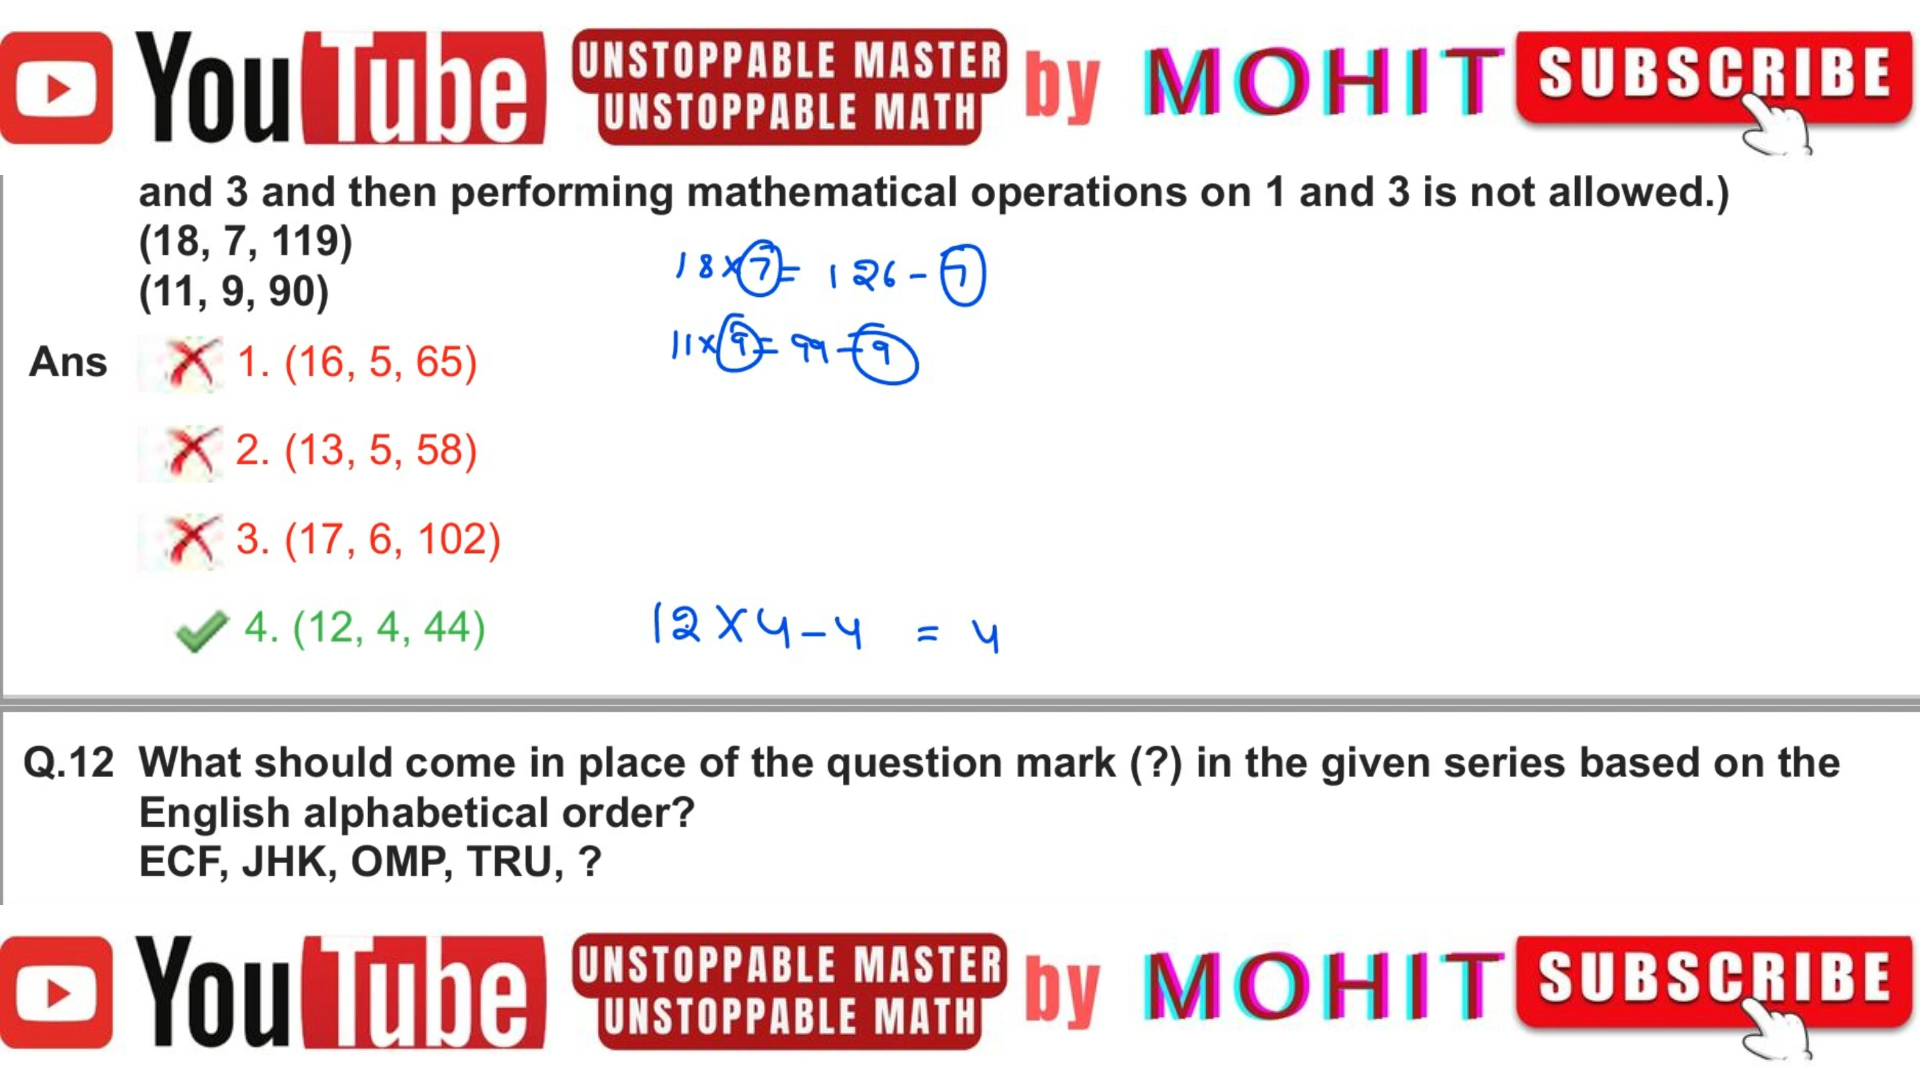 YouTube UNSTOPPABLE MASTER by MOHIT SUBSCRIBE
UNSTOPPABLE MATH
and 3 and then performing mathematical operations on 1 and 3 is not allowed.)
(18, 7, 119)
18×7= 126-7
(11, 9, 90)
11×9= 99-9
Ans 1. (16, 5, 65)
2. (13, 5, 58)
3. (17, 6, 102)
4. (12, 4, 44) 12×4-4 = 4
Q.12 What should come in place of the question mark (?) in the given series based on the
English alphabetical order?
ECF, JHK, OMP, TRU, ?
YouTube UNSTOPPABLE MASTER by MOHIT SUBSCRIBE
UNSTOPPABLE MATH